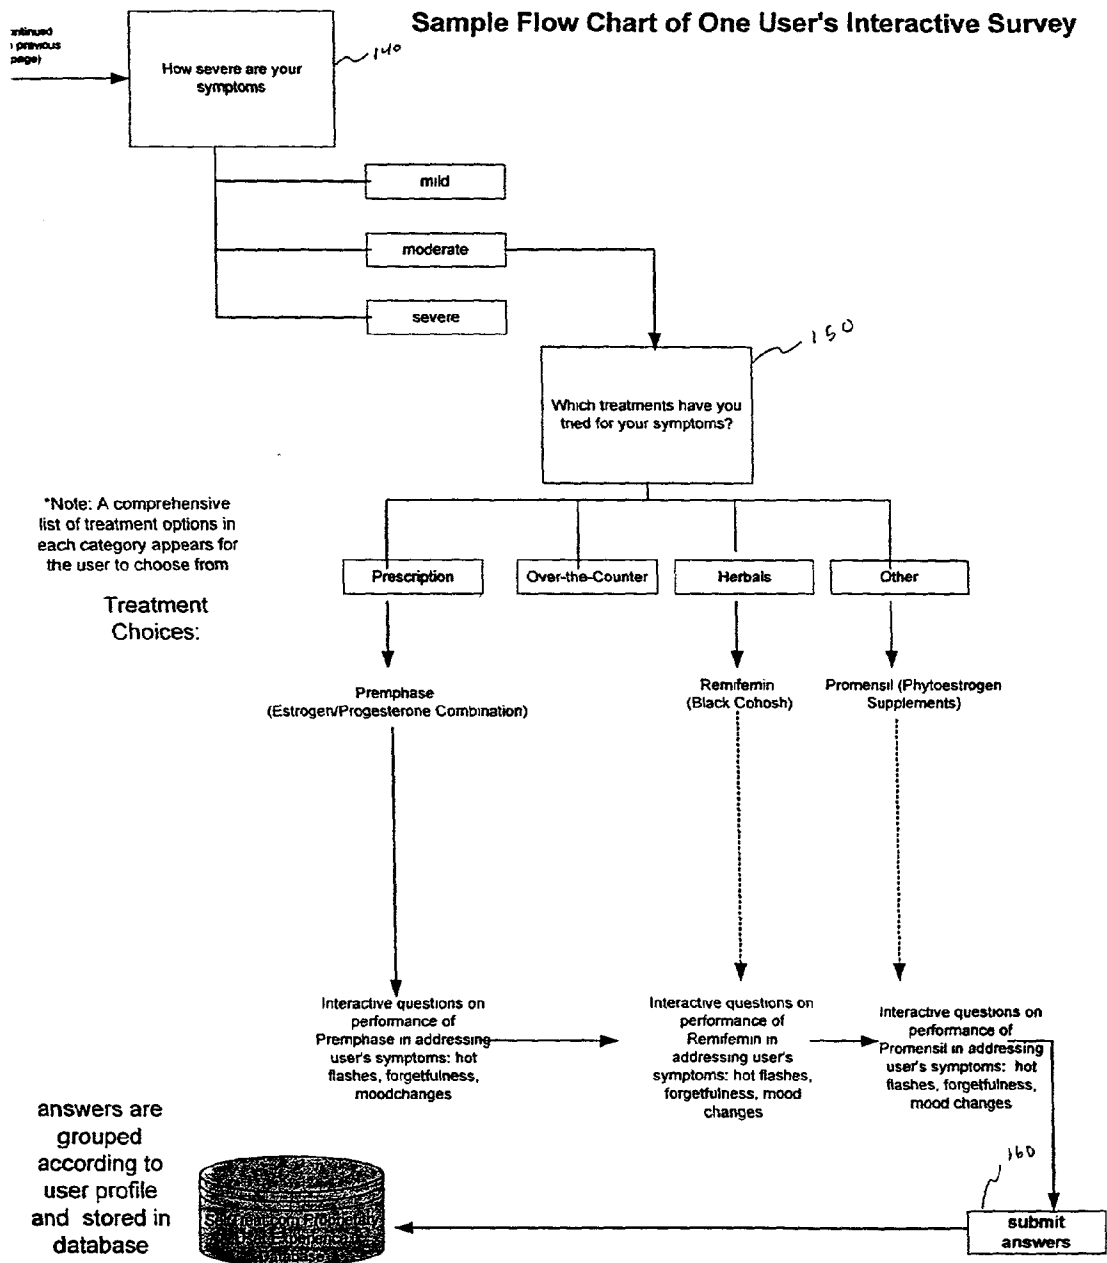 Sample Flow Chart of One User's Interactive Survey
previous
page)
How severe are your
symptoms
140
mild
moderate
severe
150
Which treatments have you
tried for your symptoms?
*Note: A comprehensive
list of treatment options in
each category appears for
the user to choose from
Prescription
Over-the-Counter
Herbals
Other
Treatment
Choices:
Premphase
(Estrogen/Progesterone Combination)
Remifemin
(Black Cohosh)
Promensil (Phytoestrogen
Supplements)
Interactive questions on
performance of
Premphase in addressing
user's symptoms: hot
flashes, forgetfulness,
moodchanges
Interactive questions on
performance of
Remifemin in
addressing user's
symptoms: hot flashes,
forgetfulness, mood
changes
Interactive questions on
performance of
Promensil in addressing
user's symptoms: hot
flashes, forgetfulness,
mood changes
answers are
grouped
according to
user profile
and stored in
database
Proprietary
160
submit
answers